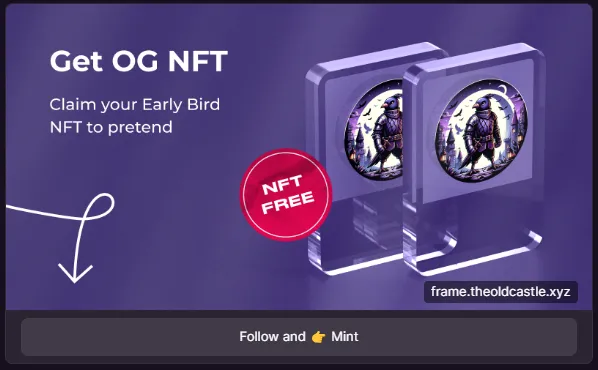 Get OG NFT
Claim your Early Bird
NFT to pretend
NFT
FREE
frame.theoldcastle.xyz
Follow and 👉 Mint